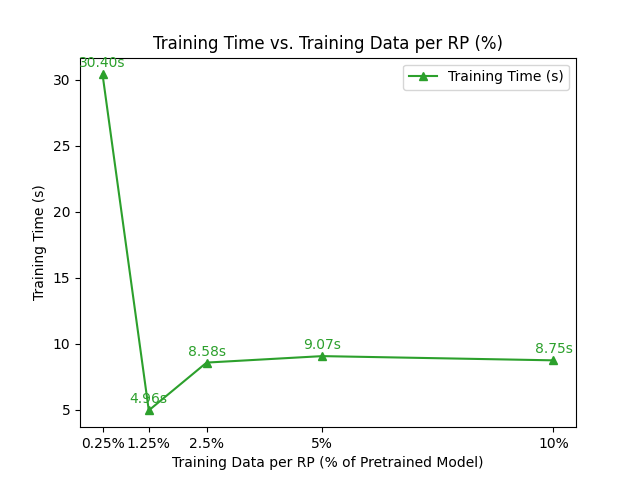 Training Time vs. Training Data per RP (%)
30.40s
Training Time (s)
30
25
20
15
10
5
Training Time (s)
4.96s
8.58s
9.07s
8.75s
0.25%
1.25%
2.5%
5%
10%
Training Data per RP (% of Pretrained Model)